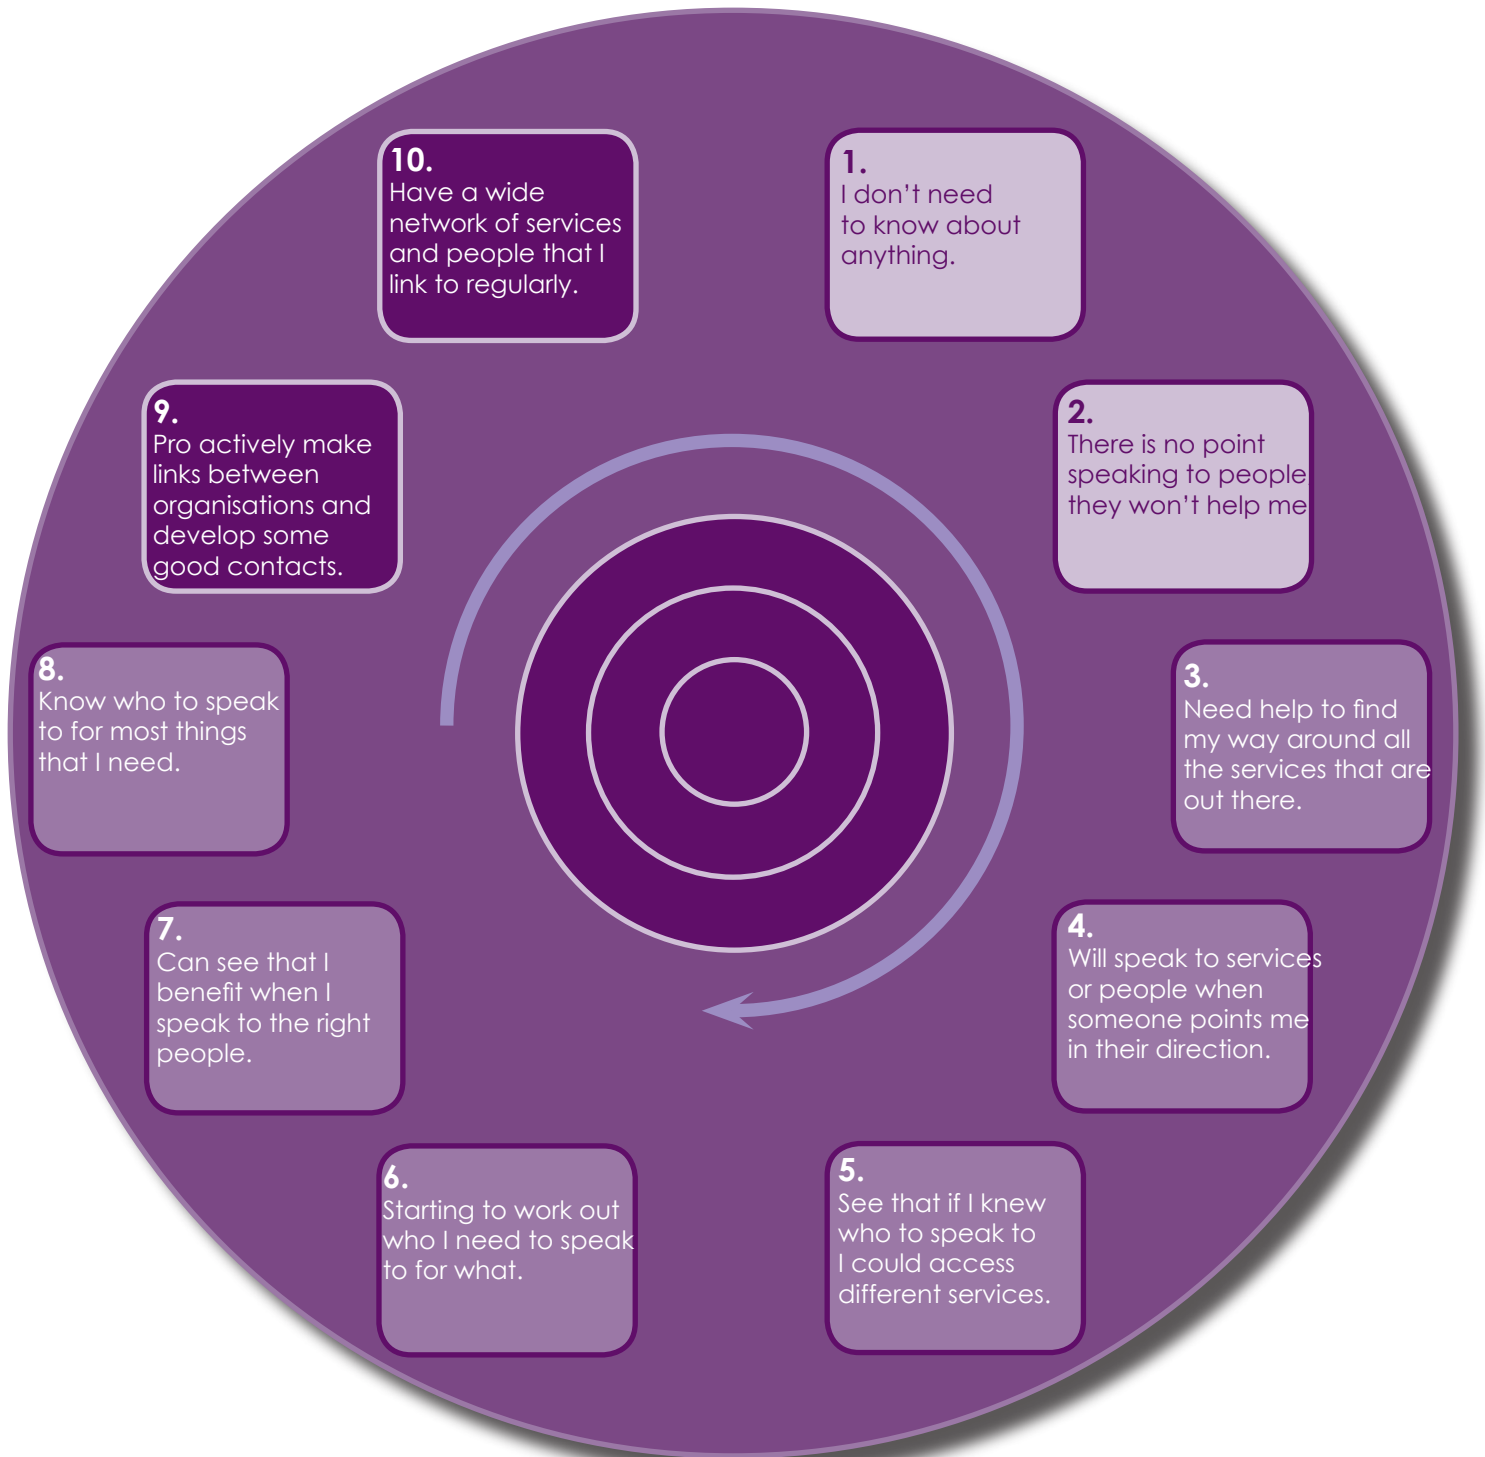 1.
I don’t need
to know about
anything.
2.
There is no point
speaking to people
they won’t help me
3.
Need help to find
my way around all
the services that are
out there.
4.
Will speak to services
or people when
someone points me
in their direction.
5.
See that if I knew
who to speak to
I could access
different services.
6.
Starting to work out
who I need to speak
to for what.
7.
Can see that I
benefit when I
speak to the right
people.
8.
Know who to speak
to for most things
that I need.
9.
Pro actively make
links between
organisations and
develop some
good contacts.
10.
Have a wide
network of services
and people that I
link to regularly.